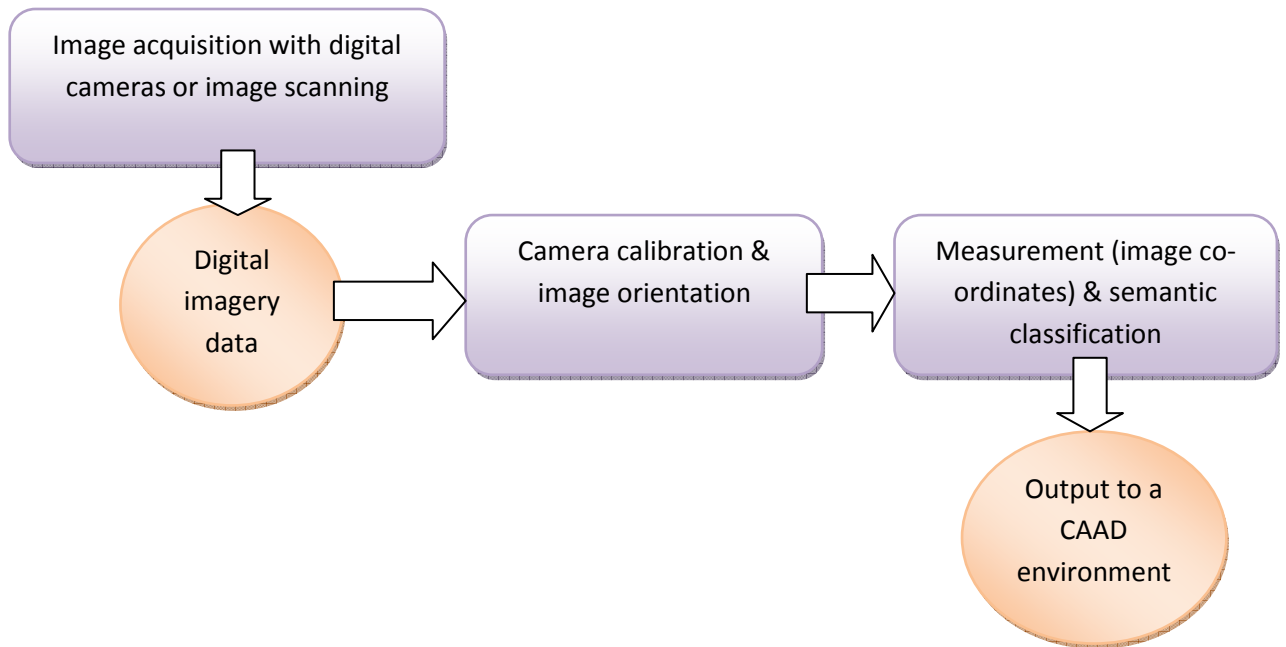 Image acquisition with digital
cameras or image scanning
Digital
imagery
data
Camera calibration &
image orientation
Measurement (image co-
ordinates) & semantic
classification
Output to a
CAAD
environment